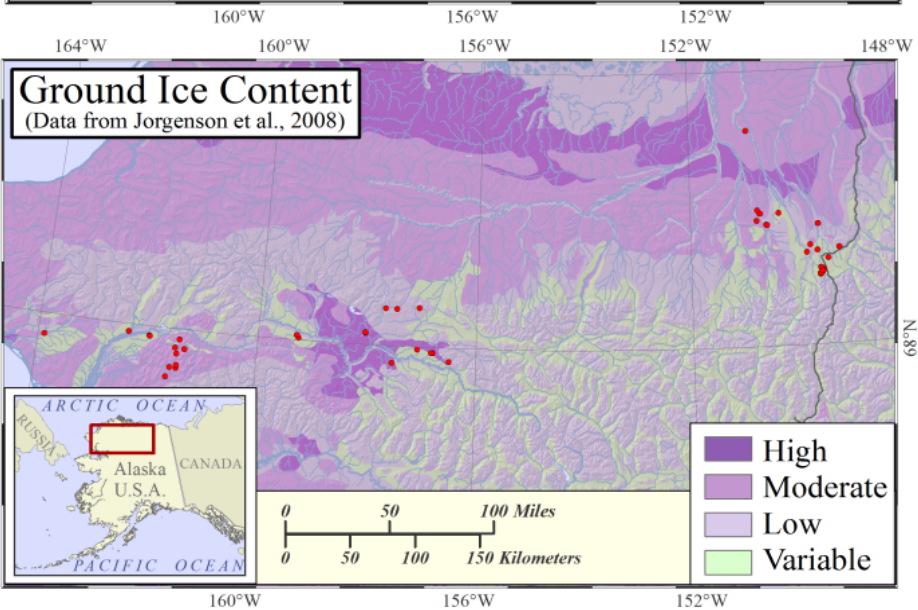 160°W 156°W 152°W
164°W 160°W 156°W 152°W 148°W
Ground Ice Content
(Data from Jorgenson et al., 2008)
68°N
ARCTIC OCEAN
RUSSIA
Alaska
U.S.A.
CANADA
PACIFIC OCEAN
0 50 100 Miles
0 50 100 150 Kilometers
High
Moderate
Low
Variable
160°W 156°W 152°W